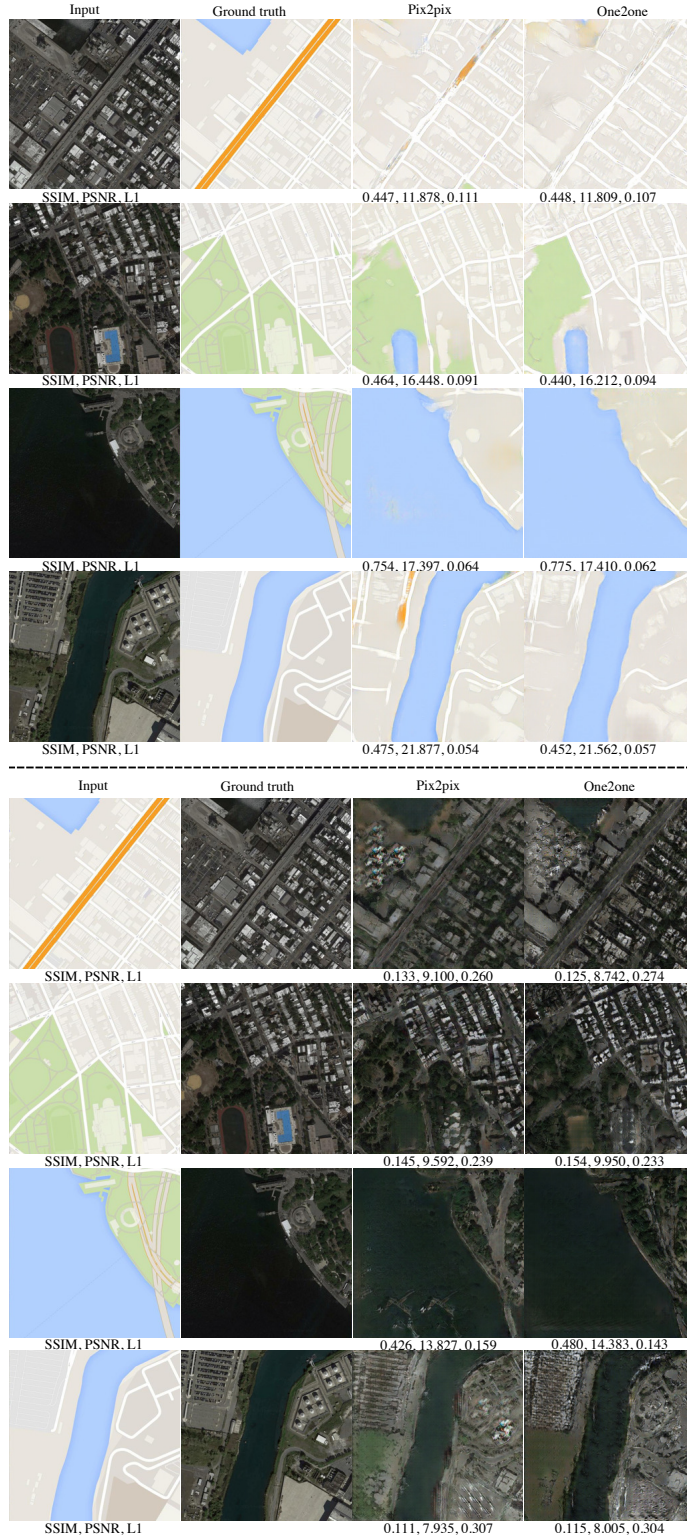 Input Ground truth Pix2pix One2one
SSIM, PSNR, L1 0.447, 11.878, 0.111 0.448, 11.809, 0.107
SSIM, PSNR, L1 0.464, 16.448, 0.091 0.440, 16.212, 0.094
SSIM, PSNR, L1 0.754, 17.397, 0.064 0.775, 17.410, 0.062
SSIM, PSNR, L1 0.475, 21.877, 0.054 0.452, 21.562, 0.057
Input Ground truth Pix2pix One2one
SSIM, PSNR, L1 0.133, 9.100, 0.260 0.125, 8.742, 0.274
SSIM, PSNR, L1 0.145, 9.592, 0.239 0.154, 9.950, 0.233
SSIM, PSNR, L1 0.426, 13.827, 0.159 0.480, 14.383, 0.143
SSIM, PSNR, L1 0.111, 7.935, 0.307 0.115, 8.005, 0.304